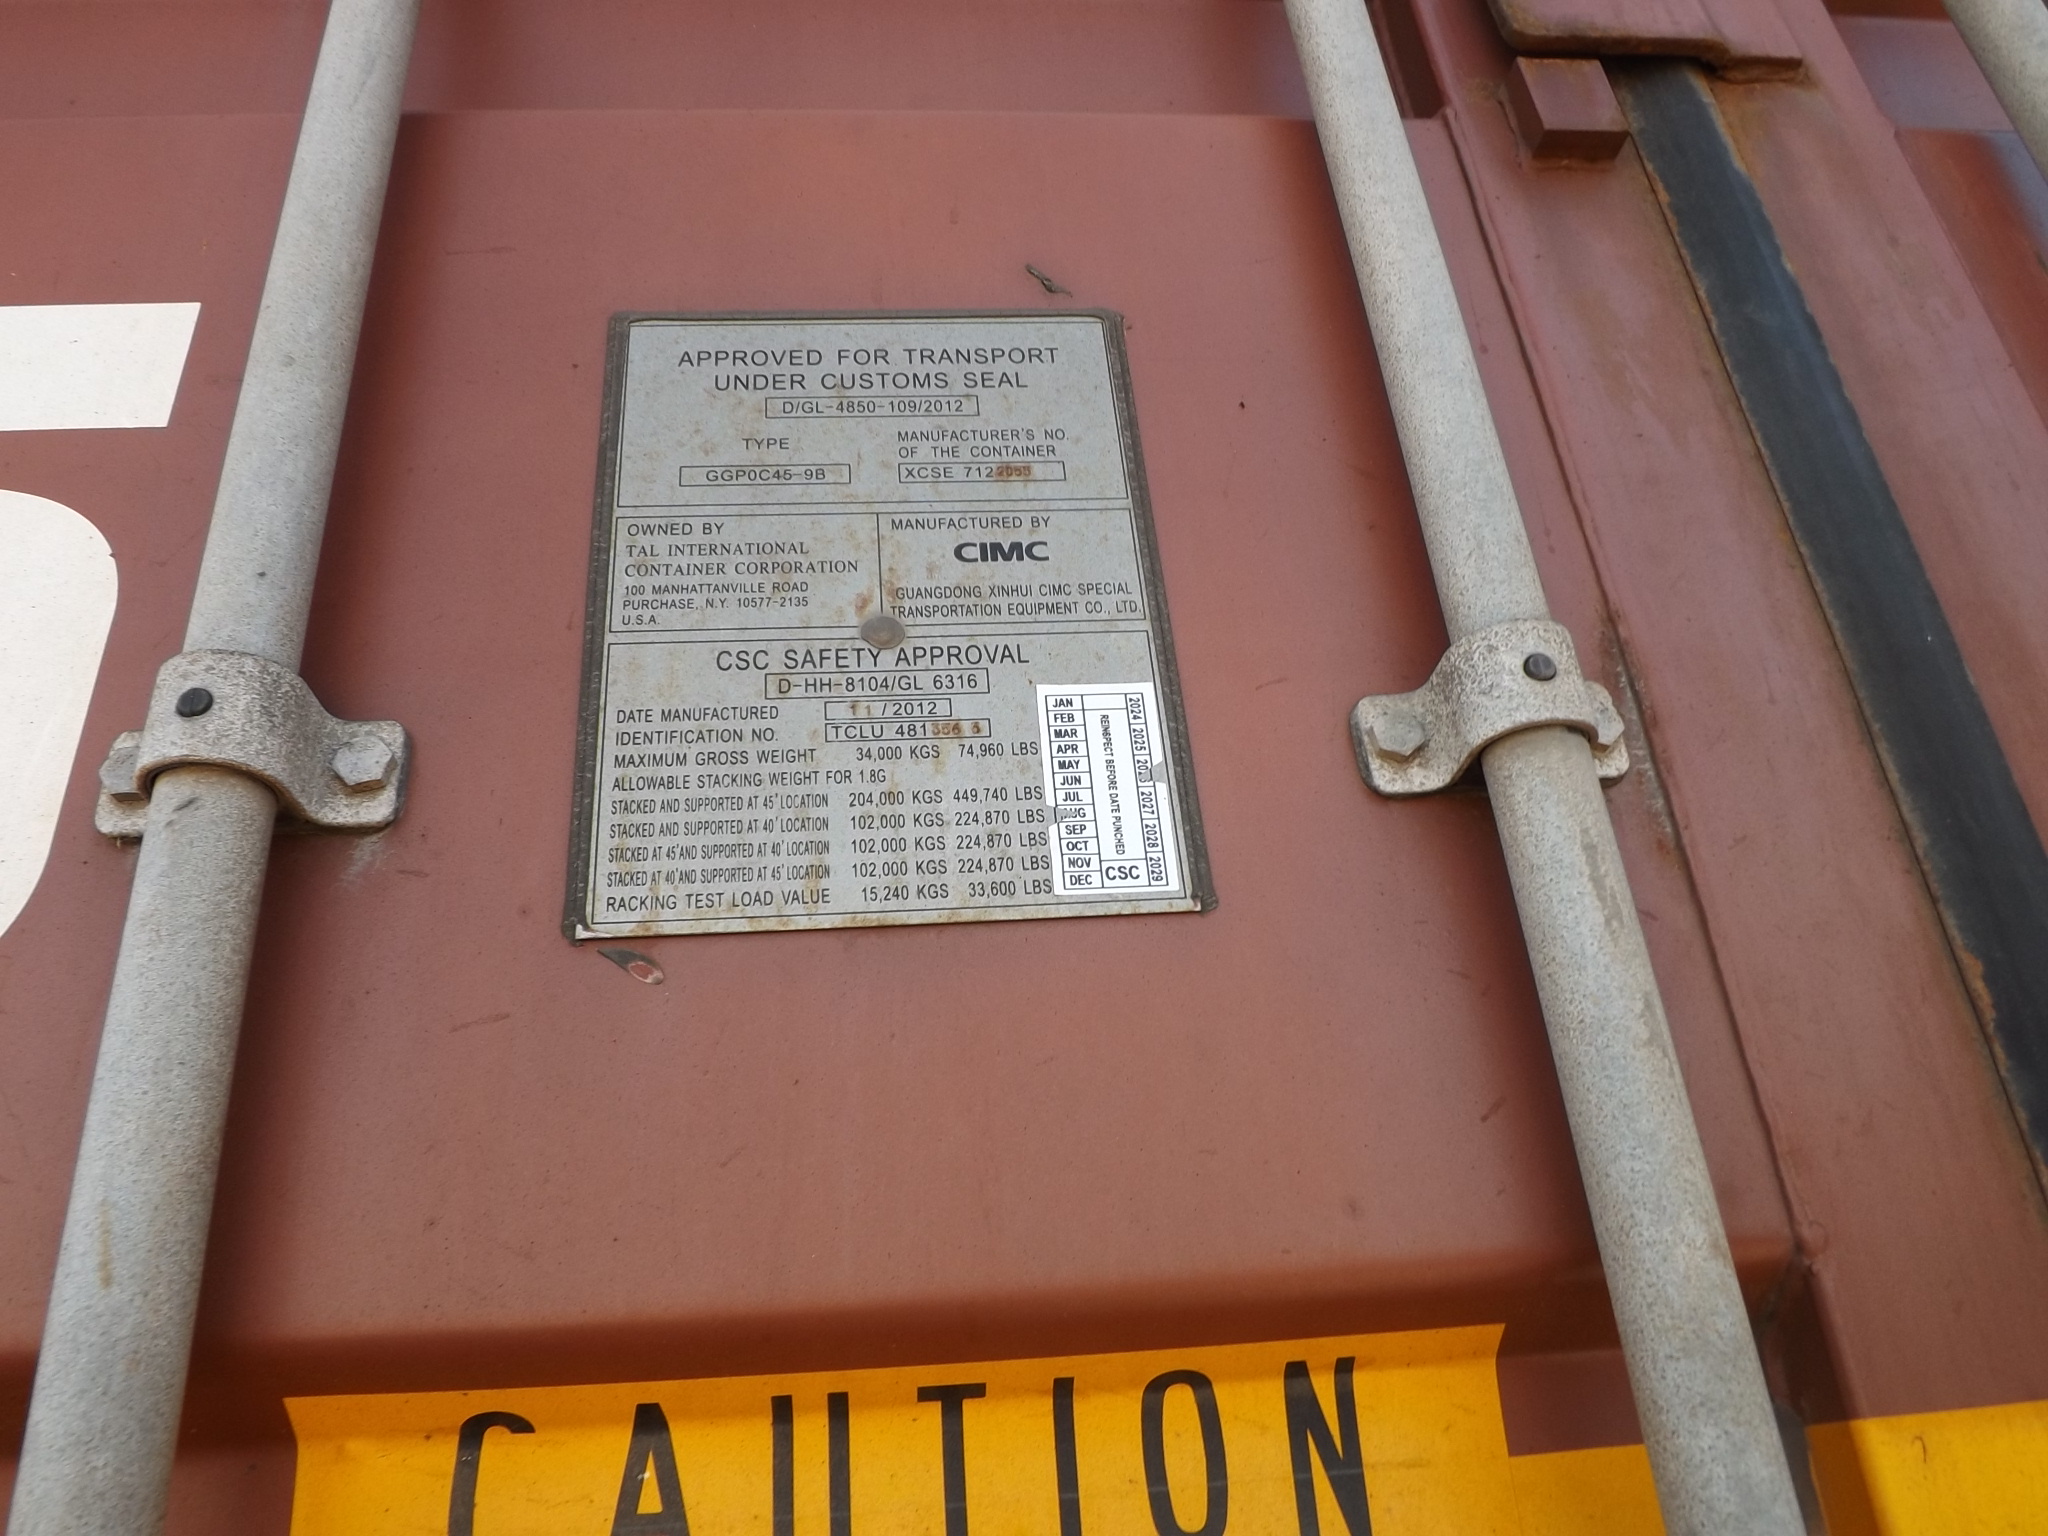 APPROVED FOR TRANSPORT
UNDER CUSTOMS SEAL
D/GL-4850-109/2012
TYPE
GGP0C45-9B
MANUFACTURER'S NO.
OF THE CONTAINER
XCSE 712
OWNED BY
TAL INTERNATIONAL
CONTAINER CORPORATION
100 MANHATTANVILLE ROAD
PURCHASE, N.Y. 10577-2135
U.S.A.
MANUFACTURED BY
CIMC
GUANGDONG XINHUI CIMC SPECIAL
TRANSPORTATION EQUIPMENT CO., LTD.
CSC SAFETY APPROVAL
D-HH-8104/GL 6316
DATE MANUFACTURED 11 / 2012
IDENTIFICATION NO. TCLU 481
MAXIMUM GROSS WEIGHT 34,000 KGS 74,960 LBS
ALLOWABLE STACKING WEIGHT FOR 1.8G
STACKED AND SUPPORTED AT 45' LOCATION 204,000 KGS 449,740 LBS
STACKED AND SUPPORTED AT 40' LOCATION 102,000 KGS 224,870 LBS
STACKED AT 45'AND SUPPORTED AT 40' LOCATION 102,000 KGS 224,870 LBS
STACKED AT 40'AND SUPPORTED AT 45' LOCATION 102,000 KGS 224,870 LBS
RACKING TEST LOAD VALUE 15,240 KGS 33,600 LBS
JAN
FEB
MAR
APR
MAY
JUN
JUL
AUG
SEP
OCT
NOV
DEC
REINSPECT BEFORE DATE PUNCHED
CSC
2024 2025 2027 2028 2029
CAUTION